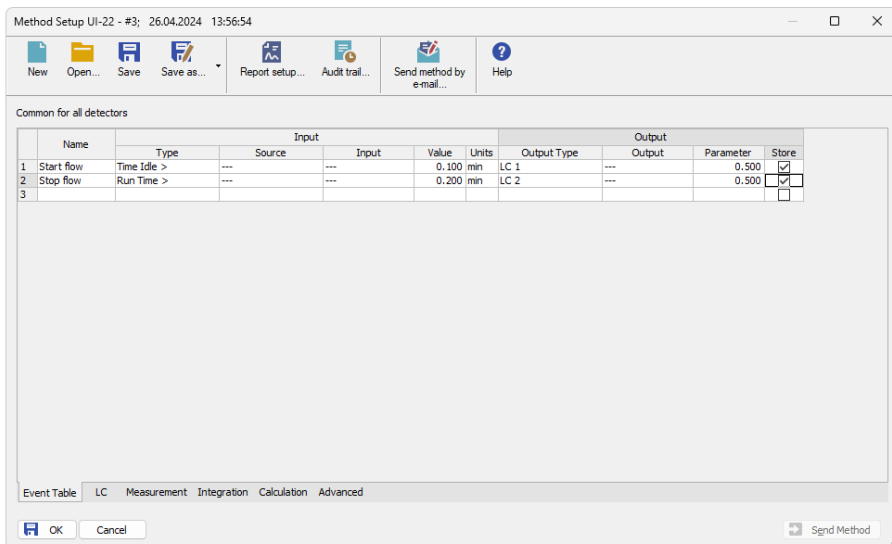 Method Setup UI-22 - #3; 26.04.2024 13:56:54
New Open... Save Save as... Report setup... Audit trail... Send method by e-mail... Help
Common for all detectors
Name Input Output
Type Source Input Value Units Output Type Output Parameter Store
1 Start flow Time Idle > --- --- 0.100 min LC 1 --- 0.500
2 Stop flow Run Time > --- --- 0.200 min LC 2 --- 0.500
3
Event Table LC Measurement Integration Calculation Advanced
OK Cancel Send Method